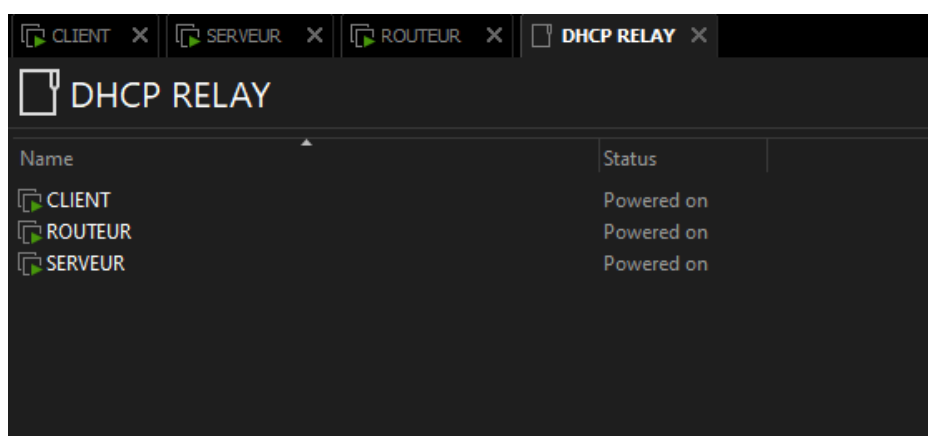 CLIENT SERVEUR ROUTEUR DHCP RELAY
DHCP RELAY
Name Status
CLIENT Powered on
ROUTEUR Powered on
SERVEUR Powered on